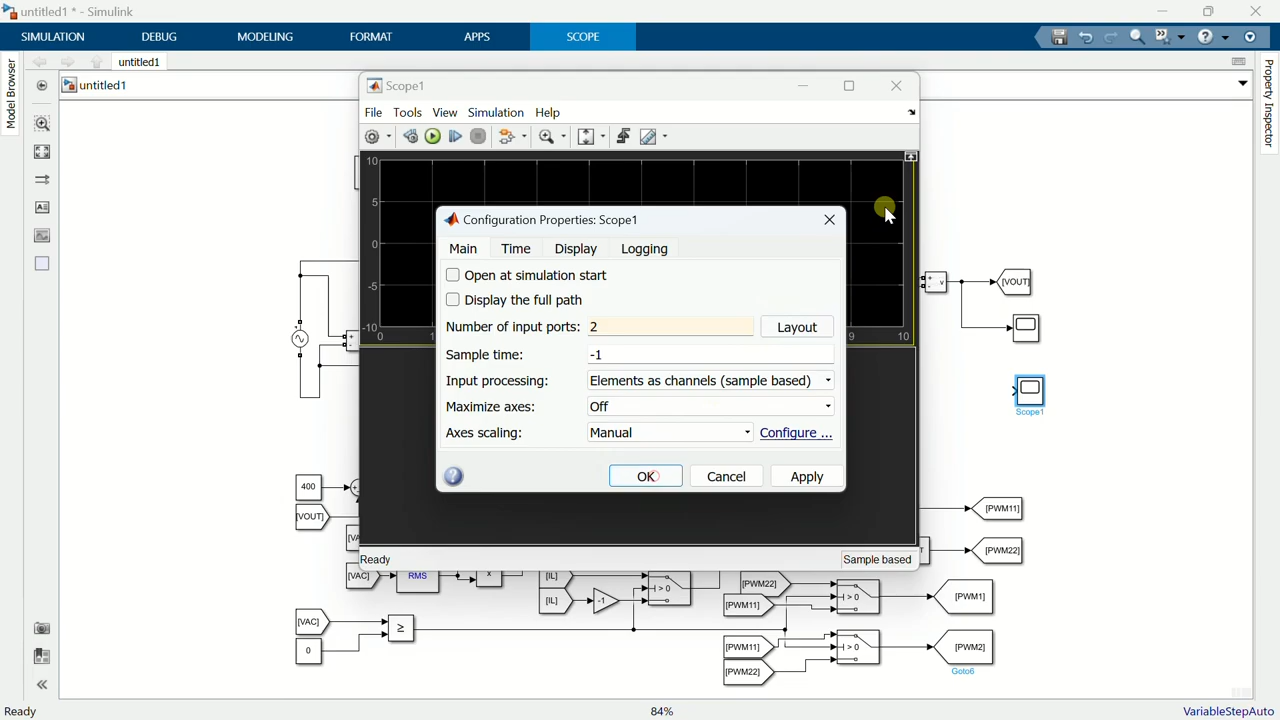 untitled1 * - Simulink
SIMULATION DEBUG MODELING FORMAT APPS SCOPE
untitled1
untitled1
Model Browser
Property Inspector
Scope1
File Tools View Simulation Help
10
5
0
-5
-10
0 1 9 10
Configuration Properties: Scope1
Main Time Display Logging
Open at simulation start
Display the full path
Number of input ports: 2 Layout
Sample time: -1
Input processing: Elements as channels (sample based)
Maximize axes: Off
Axes scaling: Manual Configure ...
OK Cancel Apply
Ready Sample based
+
-
v
[VOUT]
Scope1
400
[VOUT]
[VAC] RMS x
[IL]
[IL] -1
> 0
[VAC]
0
≥
[PWM11]
[PWM22]
[PWM22]
[PWM11]
> 0
[PWM1]
[PWM11]
[PWM22]
> 0
[PWM2]
Goto6
Ready 84% VariableStepAuto